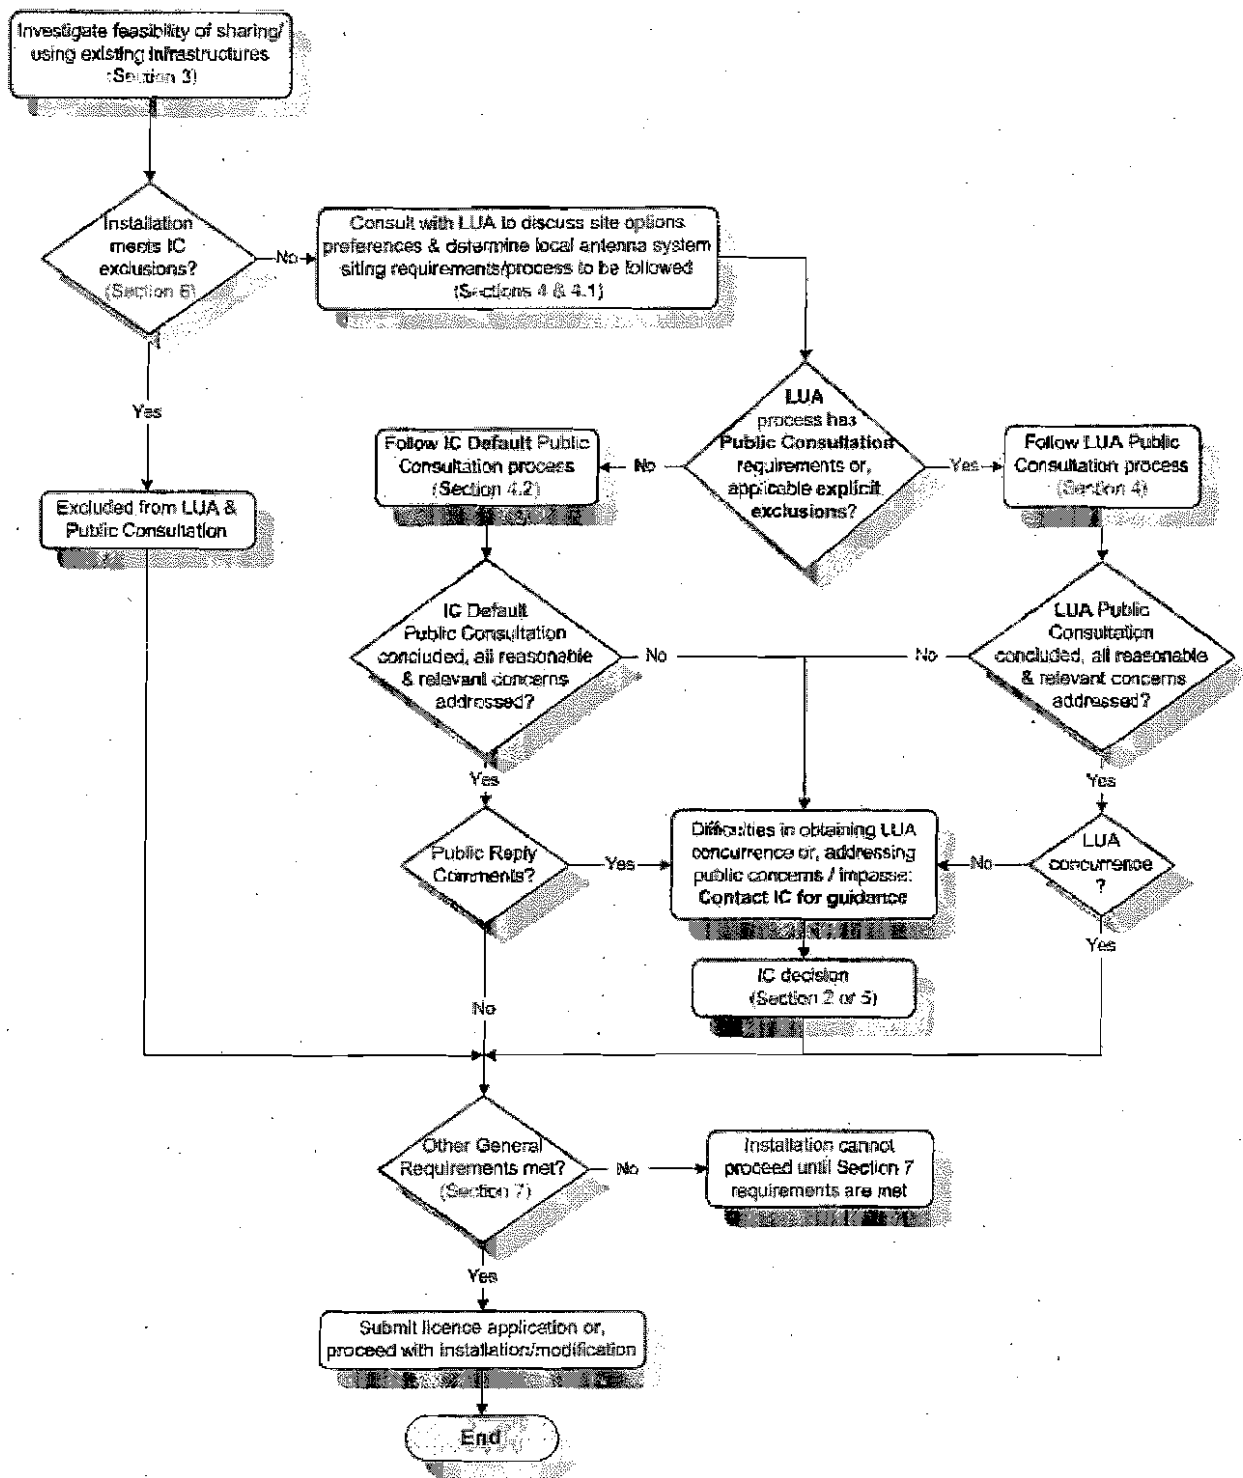 Investigate feasibility of sharing/
using existing infrastructures
(Section 3)
Installation
meets IC
exclusions?
(Section 6)
No
Consult with LUA to discuss site options
preferences & determine local antenna system
siting requirements/process to be followed
(Sections 4 & 4.1)
Yes
LUA
process has
Public Consultation
requirements or,
applicable explicit
exclusions?
Follow IC Default Public
Consultation process
(Section 4.2)
No
Yes
Follow LUA Public
Consultation process
(Section 4)
Excluded from LUA &
Public Consultation
IC Default
Public Consultation
concluded, all reasonable
& relevant concerns
addressed?
No
No
LUA Public
Consultation
concluded, all reasonable
& relevant concerns
addressed?
Yes
Yes
Public Reply
Comments?
Yes
Difficulties in obtaining LUA
concurrence or, addressing
public concerns / impasse:
Contact IC for guidance
No
LUA
concurrence
?
Yes
IC decision
(Section 2 or 5)
No
Other General
Requirements met?
(Section 7)
No
Installation cannot
proceed until Section 7
requirements are met
Yes
Submit licence application or,
proceed with installation/modification
End